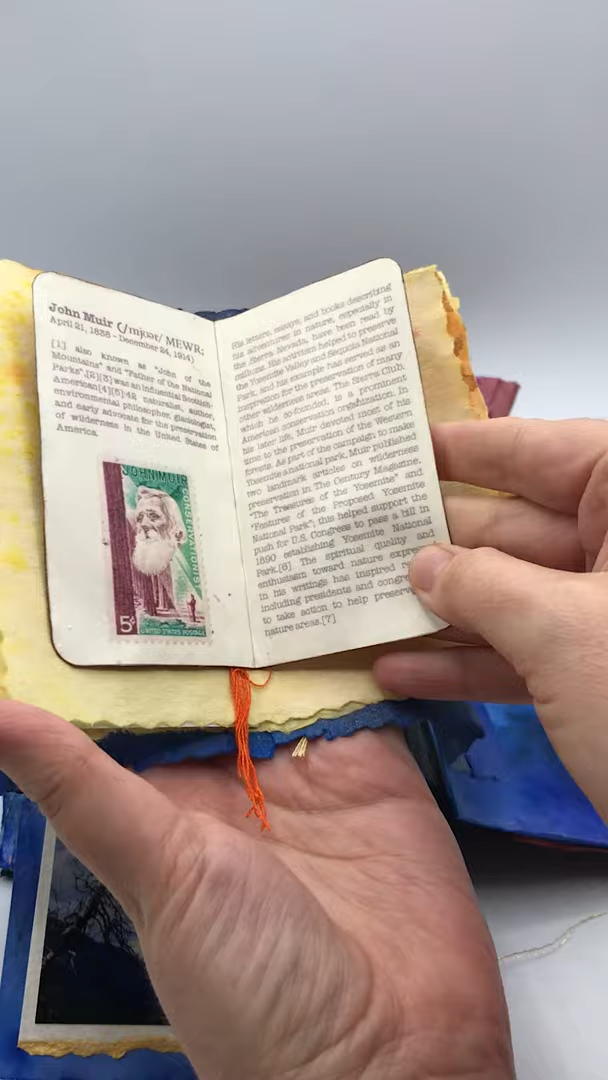 John Muir (/mjʊər/ MEWR;
April 21, 1838 – December 24, 1914)
[1] also known as "John of the
Mountains" and "Father of the National
Parks",[2][3] was an influential Scottish-
American[4][5]:42 naturalist, author,
environmental philosopher, glaciologist,
and early advocate for the preservation
of wilderness in the United States of
America.
JOHN MUIR
CONSERVATIONIST
5¢
UNITED STATES POSTAGE
His letters, essays, and books describing
his adventures in nature, especially in
the Sierra Nevada, have been read by
millions. His activism helped to preserve
the Yosemite Valley and Sequoia National
Park, and his example has served as an
inspiration for the preservation of many
other wilderness areas. The Sierra Club,
which he co-founded, is a prominent
American conservation organization. In
his later life, Muir devoted most of his
time to the preservation of the Western
forests. As part of the campaign to make
Yosemite a national park, Muir published
two landmark articles on wilderness
preservation in The Century Magazine,
"The Treasures of the Yosemite" and
"Features of the Proposed Yosemite
National Park"; this helped support the
push for U.S. Congress to pass a bill in
1890 establishing Yosemite National
Park.[6] The spiritual quality and
enthusiasm toward nature expre
in his writings has inspired re
including presidents and congre
to take action to help preserv
nature areas.[7]